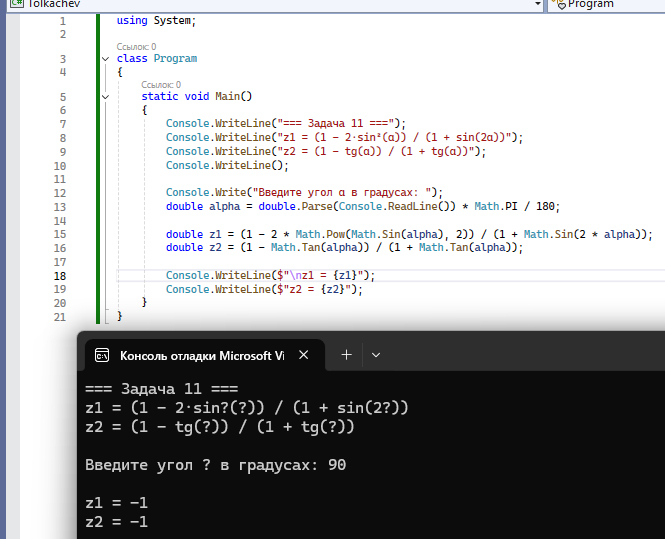 Tolkachev
Program
1 using System;
2
Ссылок: 0
3 class Program
4 {
Ссылок: 0
5 static void Main()
6 {
7 Console.WriteLine("=== Задача 11 ===");
8 Console.WriteLine("z1 = (1 - 2·sin²(α)) / (1 + sin(2α))");
9 Console.WriteLine("z2 = (1 - tg(α)) / (1 + tg(α))");
10 Console.WriteLine();
11
12 Console.Write("Введите угол α в градусах: ");
13 double alpha = double.Parse(Console.ReadLine()) * Math.PI / 180;
14
15 double z1 = (1 - 2 * Math.Pow(Math.Sin(alpha), 2)) / (1 + Math.Sin(2 * alpha));
16 double z2 = (1 - Math.Tan(alpha)) / (1 + Math.Tan(alpha));
17
18 Console.WriteLine($"\nz1 = {z1}");
19 Console.WriteLine($"z2 = {z2}");
20 }
21 }
Консоль отладки Microsoft Vi
=== Задача 11 ===
z1 = (1 - 2·sin?(?)) / (1 + sin(2?))
z2 = (1 - tg(?)) / (1 + tg(?))
Введите угол ? в градусах: 90
z1 = -1
z2 = -1